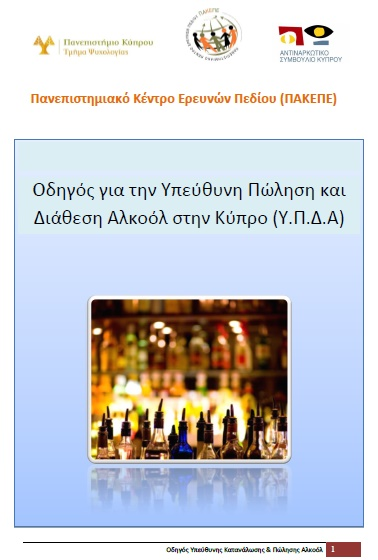 Πανεπιστήμιο Κύπρου
Τμήμα Ψυχολογίας
ΑΝΤΙΝΑΡΚΩΤΙΚΟ
ΣΥΜΒΟΥΛΙΟ ΚΥΠΡΟΥ
Πανεπιστημιακό Κέντρο Ερευνών Πεδίου (ΠΑΚΕΠΕ)
Οδηγός για την Υπεύθυνη Πώληση και
Διάθεση Αλκοόλ στην Κύπρο (Υ.Π.Δ.Α)
Οδηγός Υπεύθυνης Κατανάλωσης & Πώλησης Αλκοόλ 1